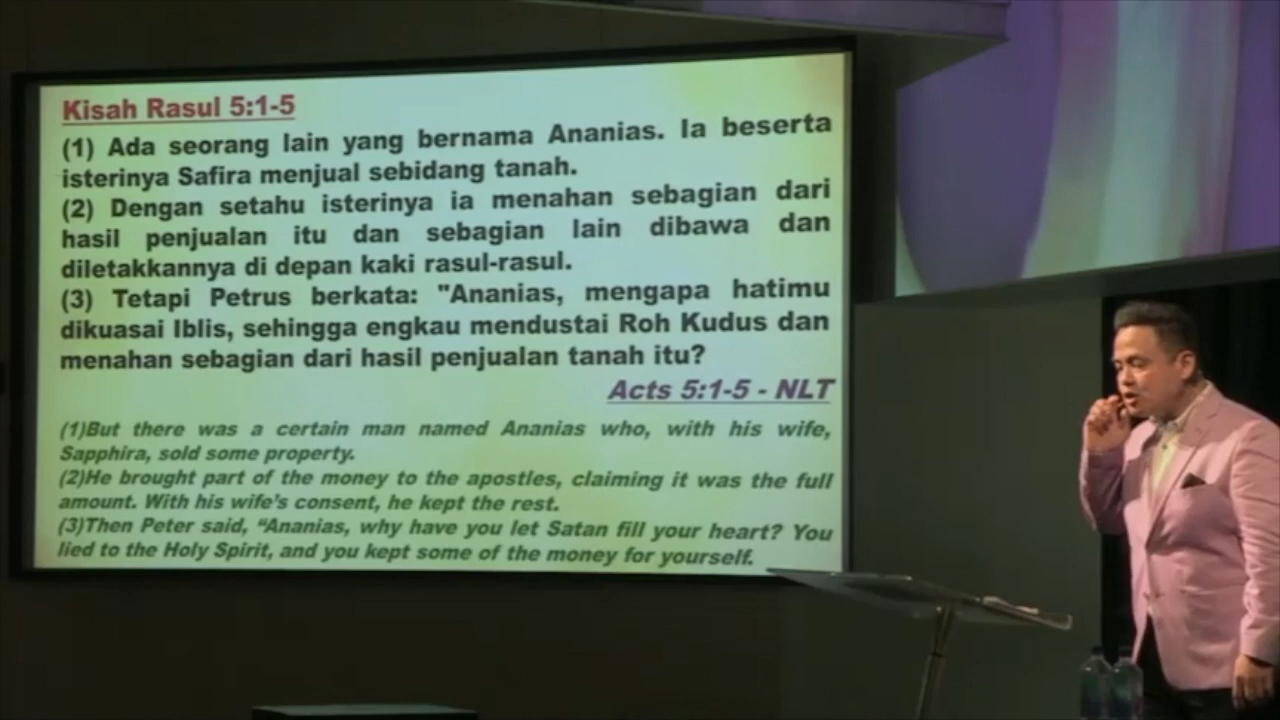 Kisah Rasul 5:1-5
(1) Ada seorang lain yang bernama Ananias. Ia beserta
isterinya Safira menjual sebidang tanah.
(2) Dengan setahu isterinya ia menahan sebagian dari
hasil penjualan itu dan sebagian lain dibawa dan
diletakkannya di depan kaki rasul-rasul.
(3) Tetapi Petrus berkata: "Ananias, mengapa hatimu
dikuasai Iblis, sehingga engkau mendustai Roh Kudus dan
menahan sebagian dari hasil penjualan tanah itu?
Acts 5:1-5 - NLT
(1)But there was a certain man named Ananias who, with his wife,
Sapphira, sold some property.
(2)He brought part of the money to the apostles, claiming it was the full
amount. With his wife’s consent, he kept the rest.
(3)Then Peter said, “Ananias, why have you let Satan fill your heart? You
lied to the Holy Spirit, and you kept some of the money for yourself.